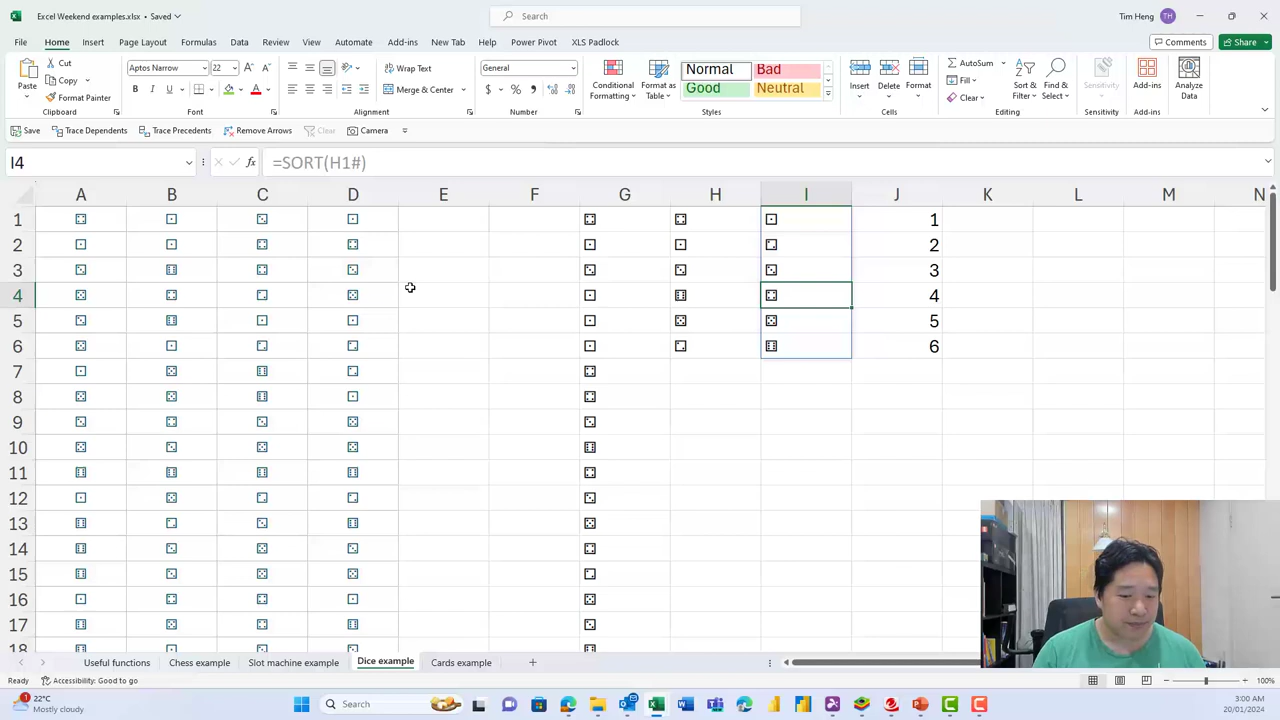 Excel Weekend examples.xlsx • Saved
Search
Tim Heng TH
File Home Insert Page Layout Formulas Data Review View Automate Add-ins New Tab Help Power Pivot XLS Padlock Comments Share
Cut
Copy
Format Painter
Paste
Clipboard
Aptos Narrow 22
B I U
Font
Wrap Text
Merge & Center
Alignment
General
Number
Conditional Formatting
Format as Table
Normal Bad
Good Neutral
Styles
Insert Delete Format
Cells
AutoSum
Fill
Clear
Sort & Filter
Find & Select
Editing
Sensitivity
Sensitivity
Add-ins
Add-ins
Analyze Data
Save Trace Dependents Trace Precedents Remove Arrows Clear Camera
I4 fx =SORT(H1#)
A B C D E F G H I J K L M N
1 ⚃ ⚀ ⚂ ⚀ ⚃ ⚃ ⚀ 1
2 ⚀ ⚀ ⚃ ⚃ ⚀ ⚀ ⚁ 2
3 ⚂ ⚅ ⚃ ⚂ ⚂ ⚂ ⚂ 3
4 ⚄ ⚃ ⚁ ⚄ ⚀ ⚅ ⚃ 4
5 ⚂ ⚅ ⚀ ⚀ ⚀ ⚄ ⚄ 5
6 ⚄ ⚀ ⚅ ⚁ ⚀ ⚁ ⚅ 6
7
8
9
10
11
12
13
14
15
16
17
18
Useful functions Chess example Slot machine example Dice example Cards example
Ready Accessibility: Good to go 100%
1
22°C
Mostly cloudy
Search
3:00 AM
20/01/2024